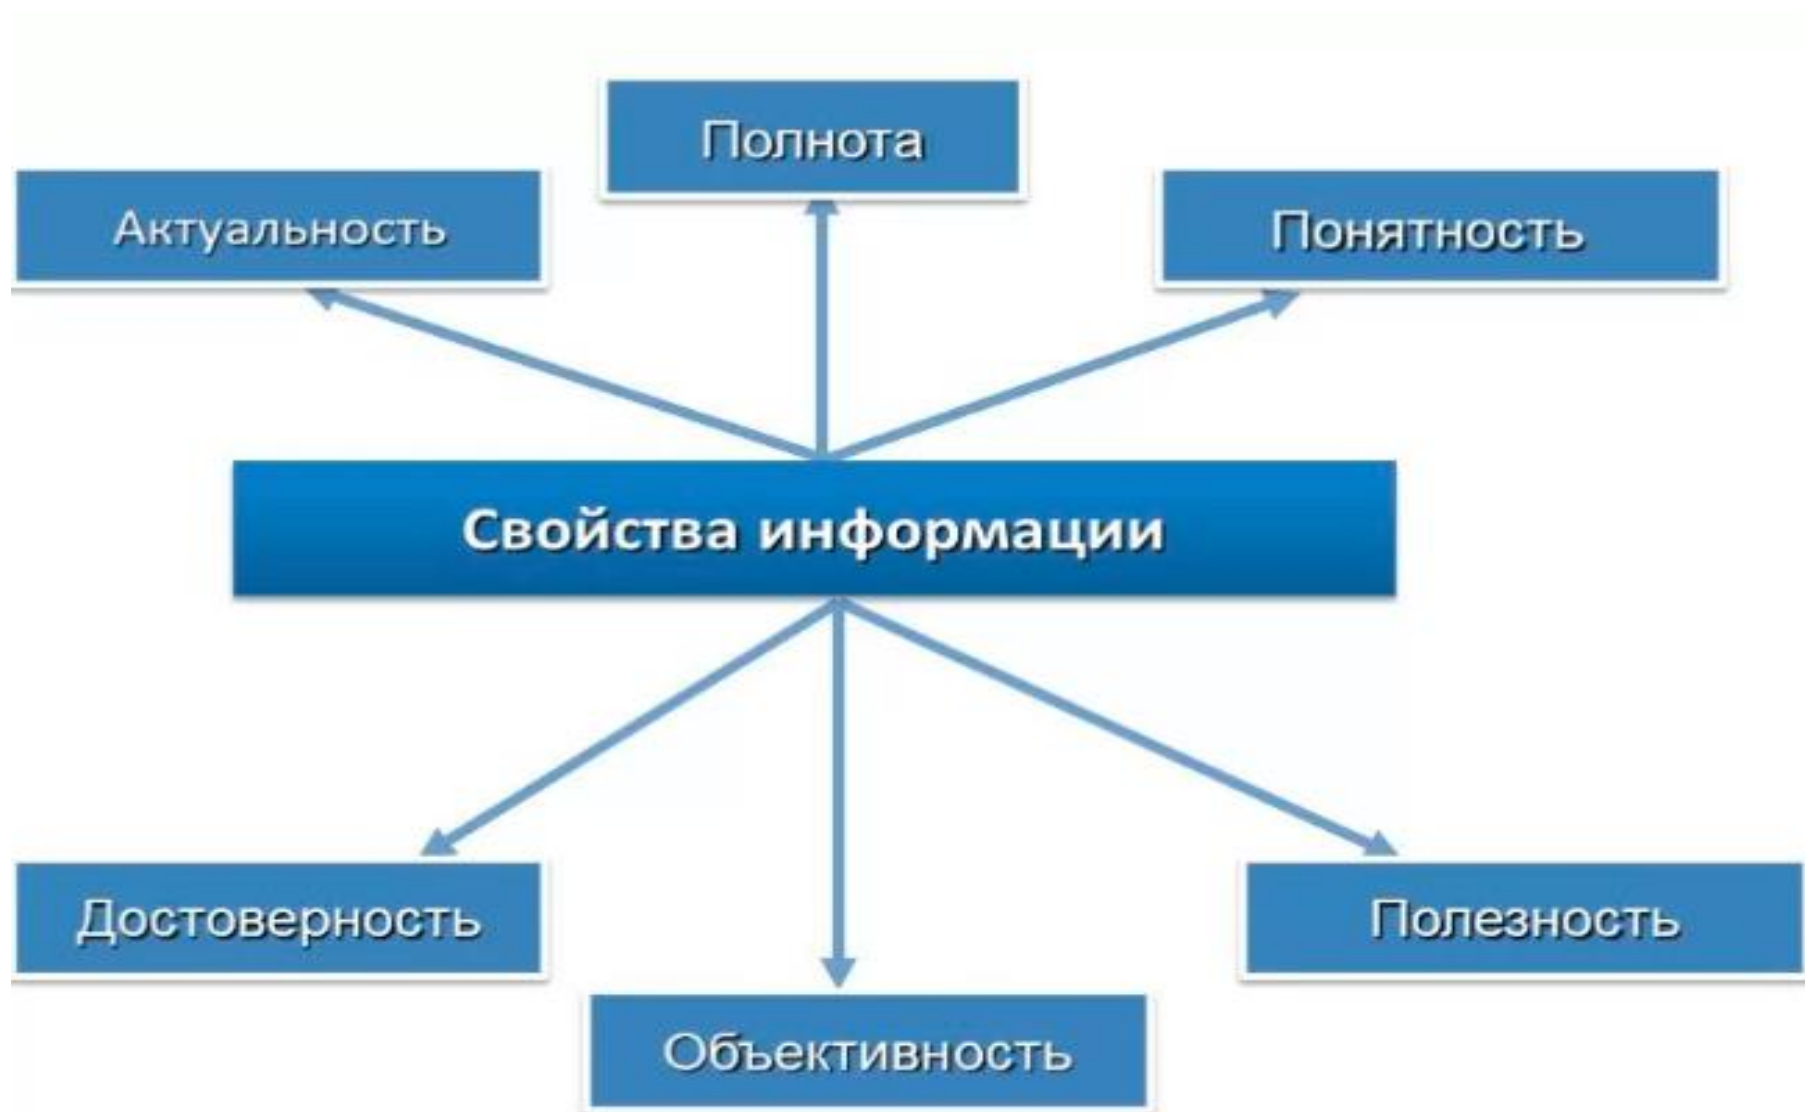 Полнота
Актуальность
Понятность
Свойства информации
Достоверность
Полезность
Объективность